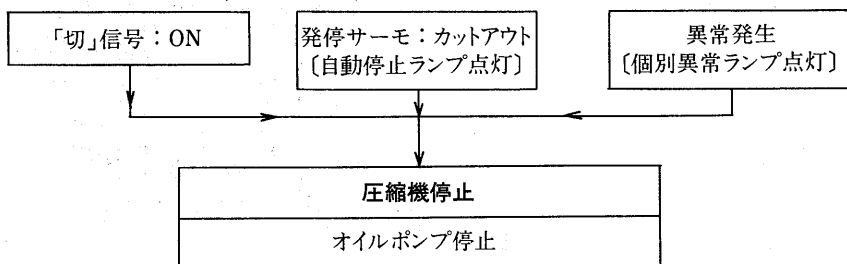 「切」信号：ON
発停サーモ：カットアウト
〔自動停止ランプ点灯〕
異常発生
〔個別異常ランプ点灯〕
圧縮機停止
オイルポンプ停止